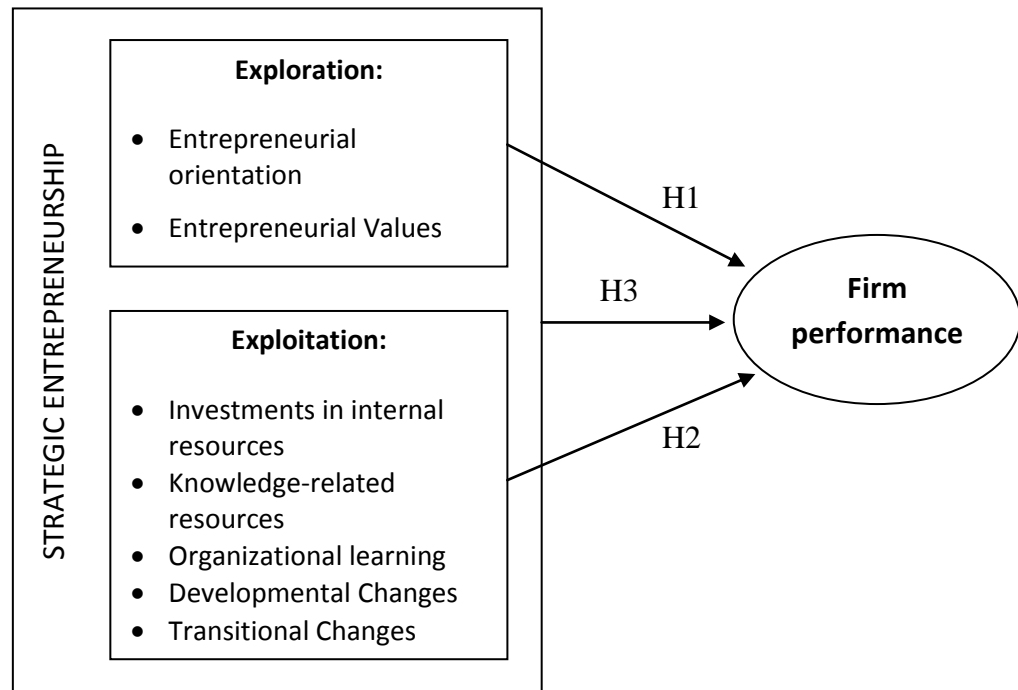 STRATEGIC ENTREPRENEURSHIP
Exploration:
• Entrepreneurial
orientation
• Entrepreneurial Values
Exploitation:
• Investments in internal
resources
• Knowledge-related
resources
• Organizational learning
• Developmental Changes
• Transitional Changes
H1
H3
H2
Firm
performance